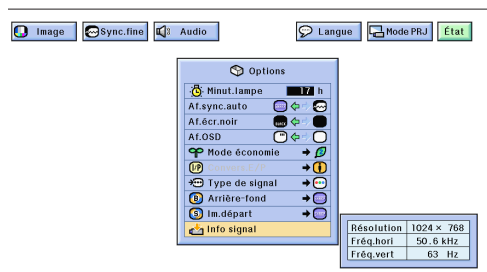 Image Sync.fine Audio Langue Mode PRJ État
Options
Minut.lampe 17 h
Af.sync.auto
Af.écr.noir
Af.OSD
Mode économie
I/P
Type de signal
Arrière-fond
Im.départ
Info signal
Résolution 1024 × 768
Fréq.hori 50.6 kHz
Fréq.vert 63 Hz